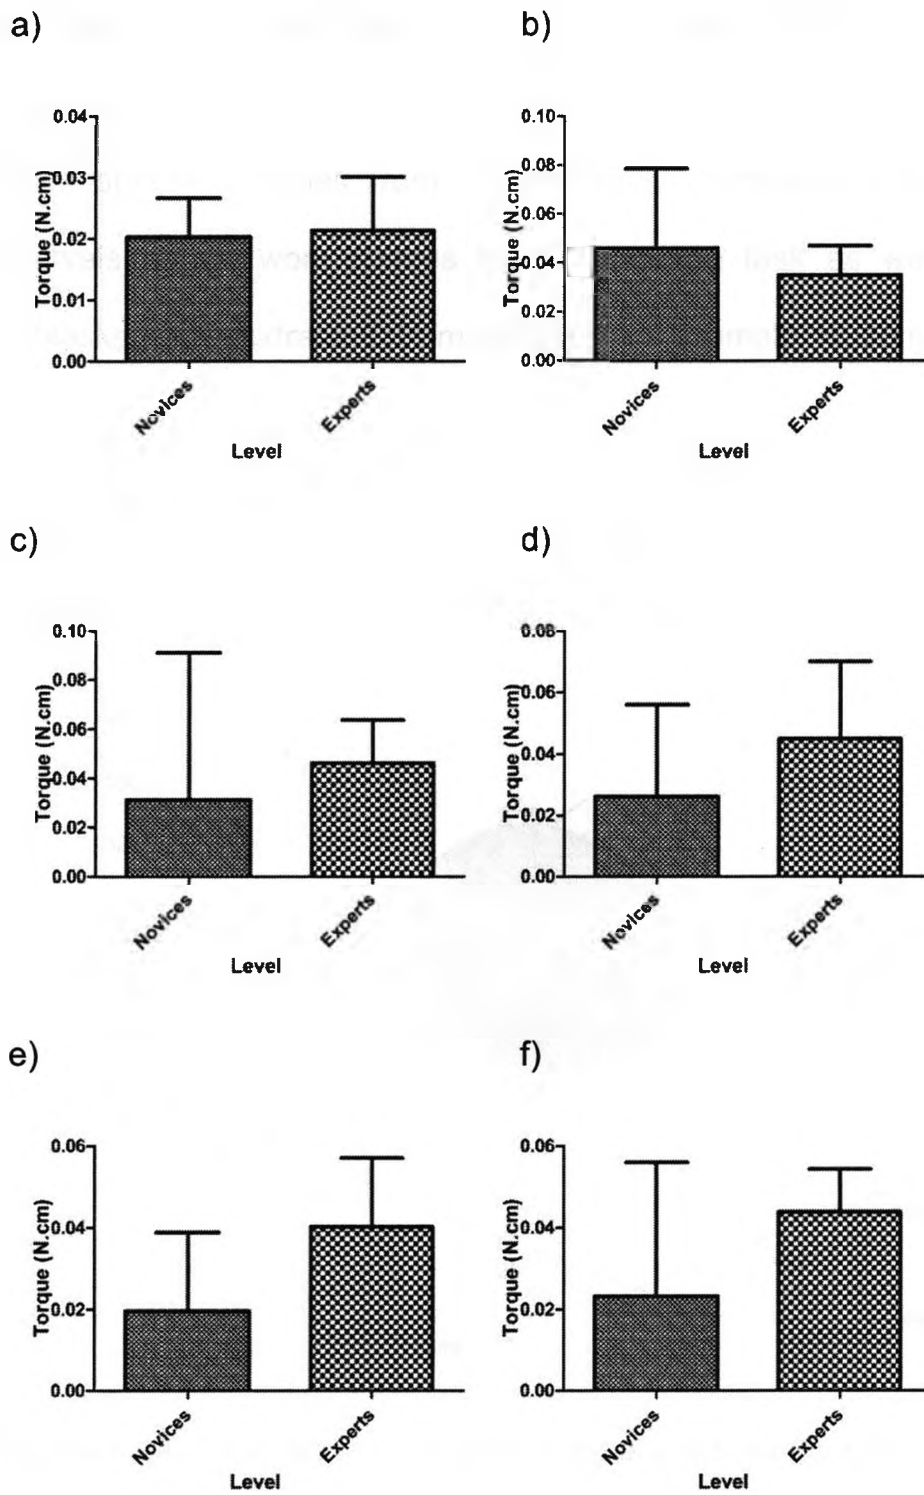 a)
Torque (N.cm)
0.04
0.03
0.02
0.01
0.00
Novices
Experts
Level
b)
Torque (N.cm)
0.10
0.08
0.06
0.04
0.02
0.00
Novices
Experts
Level
c)
Torque (N.cm)
0.10
0.08
0.06
0.04
0.02
0.00
Novices
Experts
Level
d)
Torque (N.cm)
0.08
0.06
0.04
0.02
0.00
Novices
Experts
Level
e)
Torque (N.cm)
0.06
0.04
0.02
0.00
Novices
Experts
Level
f)
Torque (N.cm)
0.06
0.04
0.02
0.00
Novices
Experts
Level